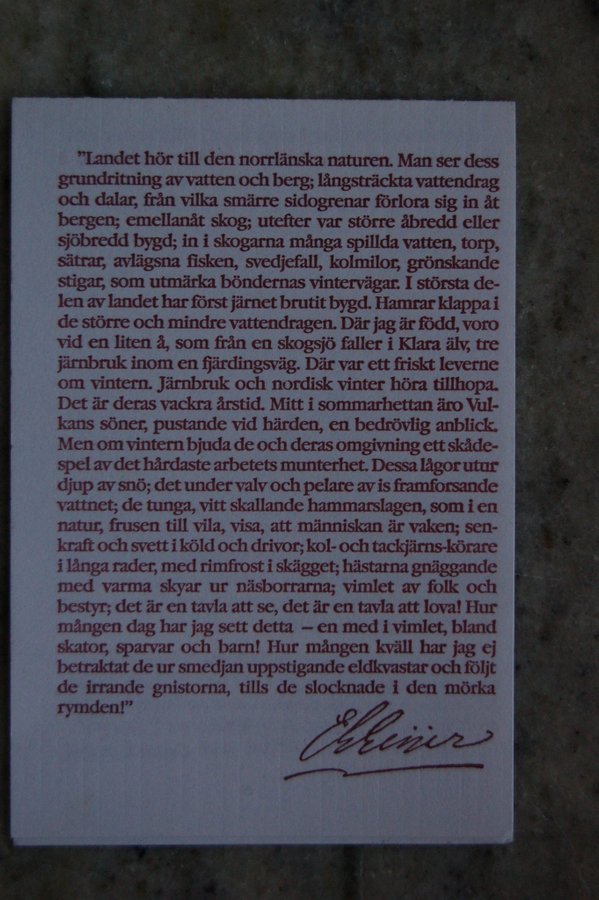 ”Landet hör till den norrlänska naturen. Man ser dess
grundritning av vatten och berg; långsträckta vattendrag
och dalar, från vilka smärre sidogrenar förlora sig in åt
bergen; emellanåt skog; utefter var större åbredd eller
sjöbredd bygd; in i skogarna många spillda vatten, torp,
sätrar, avlägsna fisken, svedjefall, kolmilor, grönskande
stigar, som utmärka böndernas vintervägar. I största de-
len av landet har först järnet brutit bygd. Hamrar klappa i
de större och mindre vattendragen. Där jag är född, voro
vid en liten å, som från en skogsjö faller i Klara älv, tre
järnbruk inom en fjärdingsväg. Där var ett friskt leverne
om vintern. Järnbruk och nordisk vinter höra tillhopa.
Det är deras vackra årstid. Mitt i sommarhettan äro Vul-
kans söner, pustande vid härden, en bedrövlig anblick.
Men om vintern bjuda de och deras omgivning ett skåde-
spel av det hårdaste arbetets munterhet. Dessa lågor utur
djup av snö; det under valv och pelare av is framforsande
vattnet; de tunga, vitt skallande hammarslagen, som i en
natur, frusen till vila, visa, att människan är vaken; sen-
kraft och svett i köld och drivor; kol- och tackjärns-körare
i långa rader, med rimfrost i skägget; hästarna gnäggande
med varma skyar ur näsborrarna; vimlet av folk och
bestyr; det är en tavla att se, det är en tavla att lova! Hur
mången dag har jag sett detta – en med i vimlet, bland
skator, sparvar och barn! Hur mången kväll har jag ej
betraktat de ur smedjan uppstigande eldkvastar och följt
de irrande gnistorna, tills de slocknade i den mörka
rymden!”